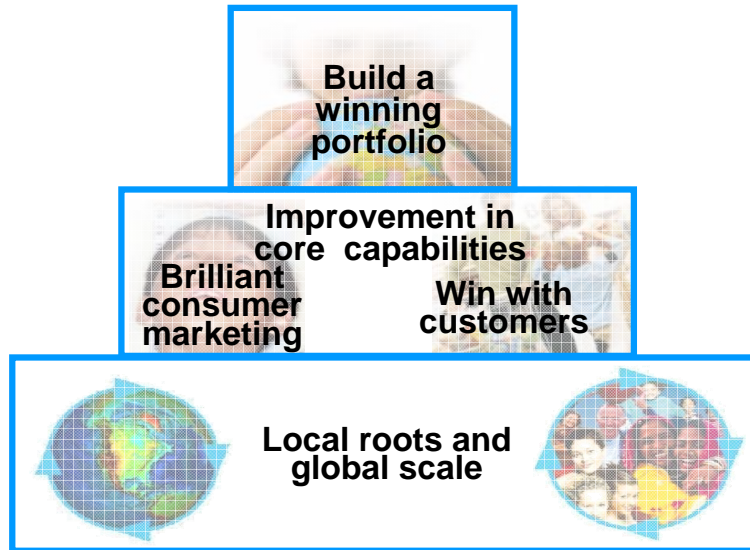 Build a
winning
portfolio
Improvement in
core capabilities
Brilliant
consumer
marketing
Win with
customers
Local roots and
global scale